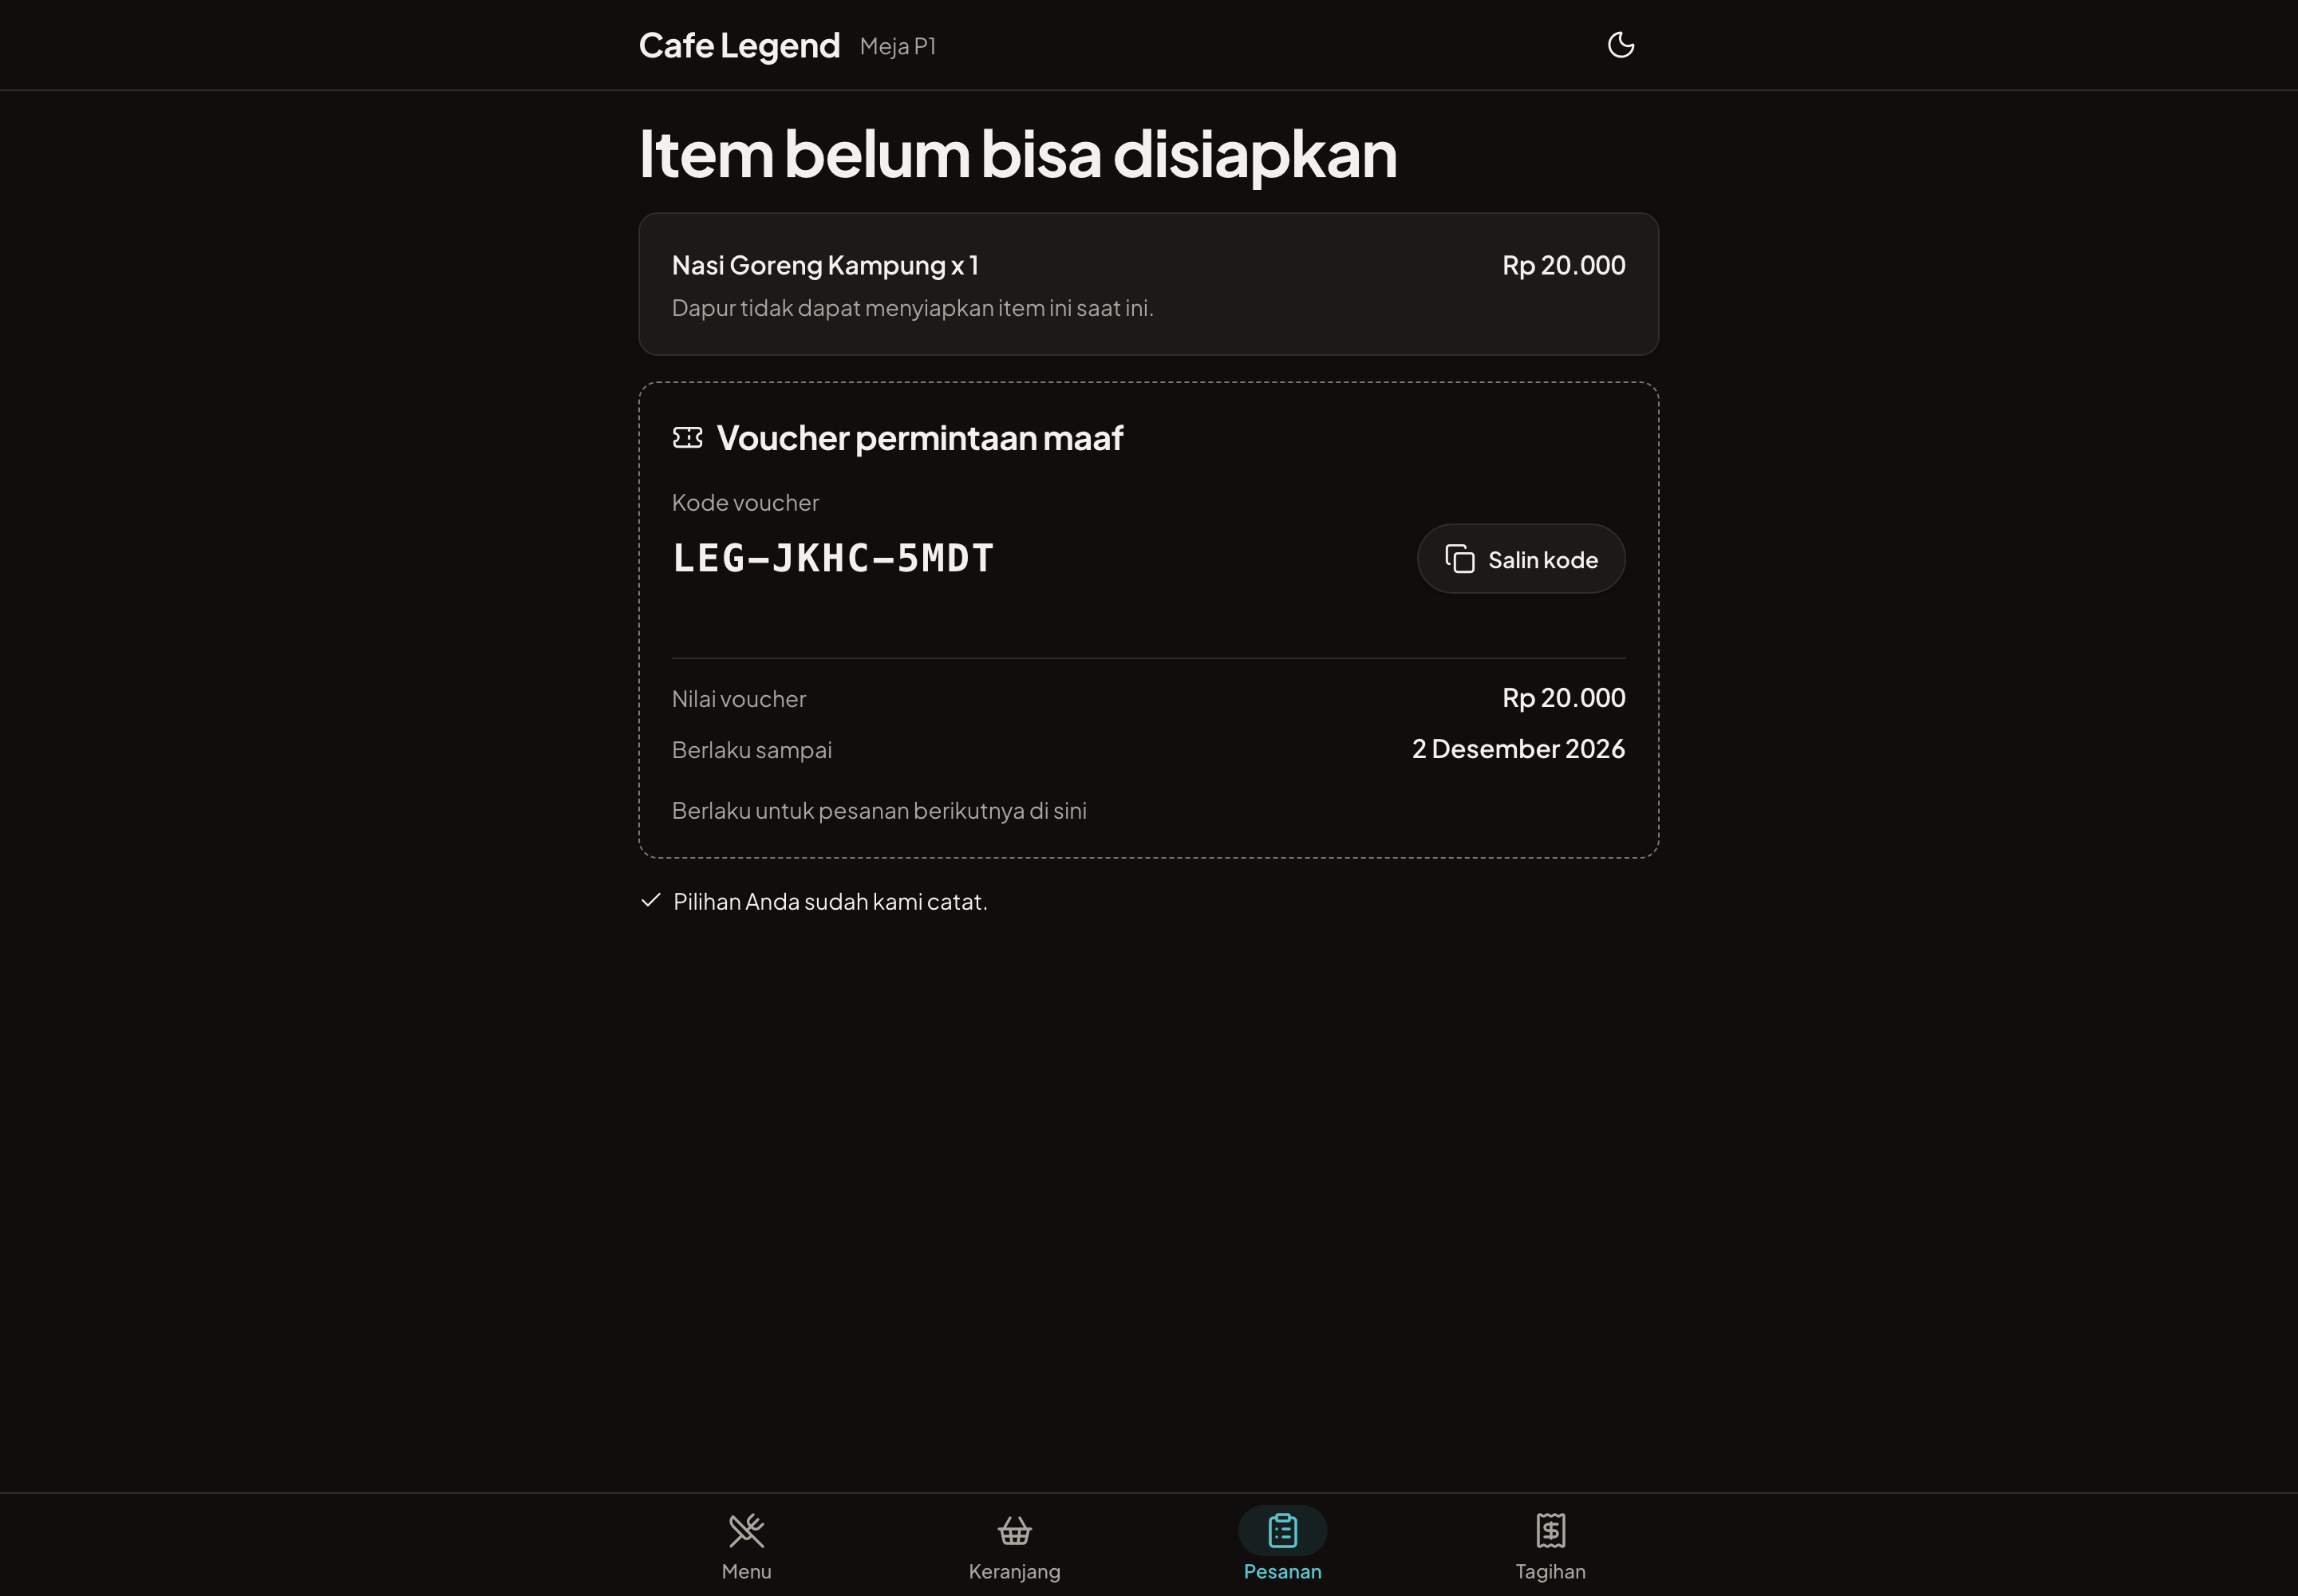 Cafe Legend Meja P1
Item belum bisa disiapkan
Nasi Goreng Kampung x 1 Rp 20.000
Dapur tidak dapat menyiapkan item ini saat ini.
Voucher permintaan maaf
Kode voucher
LEG-JKHC-5MDT Salin kode
Nilai voucher Rp 20.000
Berlaku sampai 2 Desember 2026
Berlaku untuk pesanan berikutnya di sini
Pilihan Anda sudah kami catat.
Menu Keranjang Pesanan Tagihan